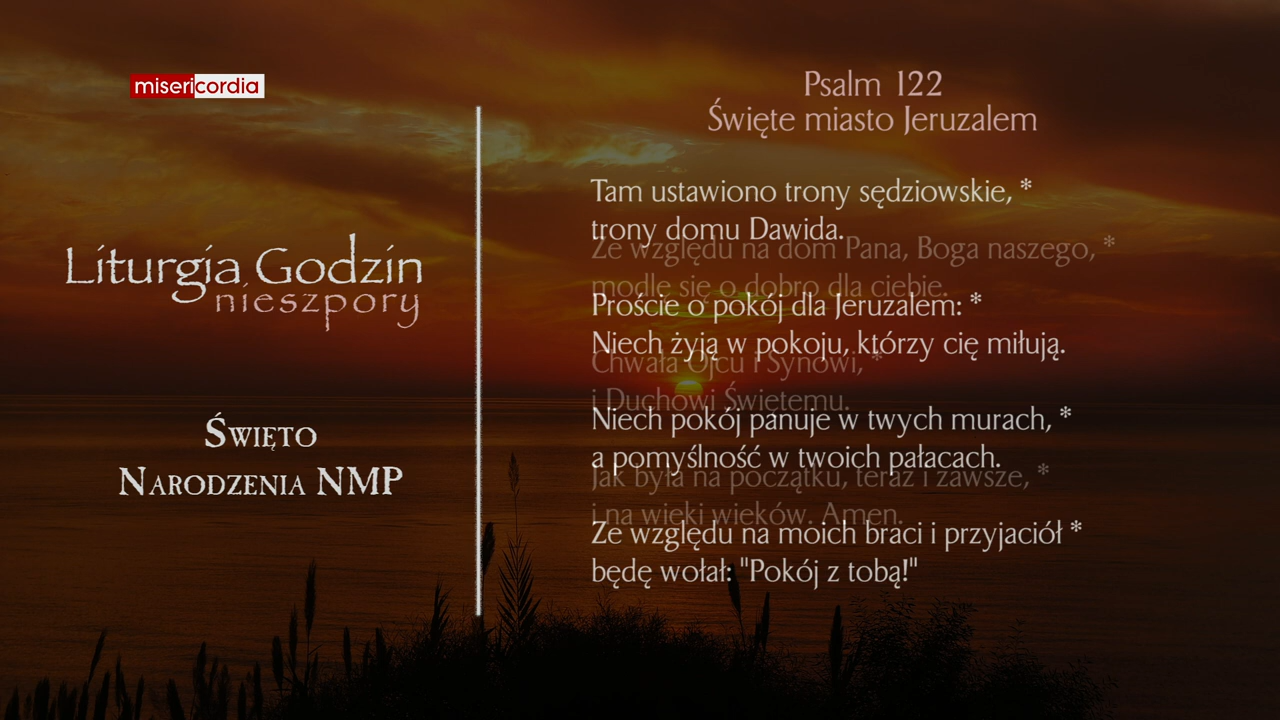 misericordia
Psalm 122
Święte miasto Jeruzalem
Liturgia Godzin
nieszpory
Święto
Narodzenia NMP
Tam ustawiono trony sędziowskie, *
trony domu Dawida.
Ze względu na dom Pana, Boga naszego, *
modlę się o dobro dla ciebie.
Proście o pokój dla Jeruzalem: *
Niech żyją w pokoju, którzy cię miłują.
Chwała Ojcu i Synowi, *
i Duchowi Świętemu.
Niech pokój panuje w twych murach, *
a pomyślność w twoich pałacach.
Jak była na początku, teraz i zawsze, *
i na wieki wieków. Amen.
Ze względu na moich braci i przyjaciół *
będę wołał: "Pokój z tobą!"